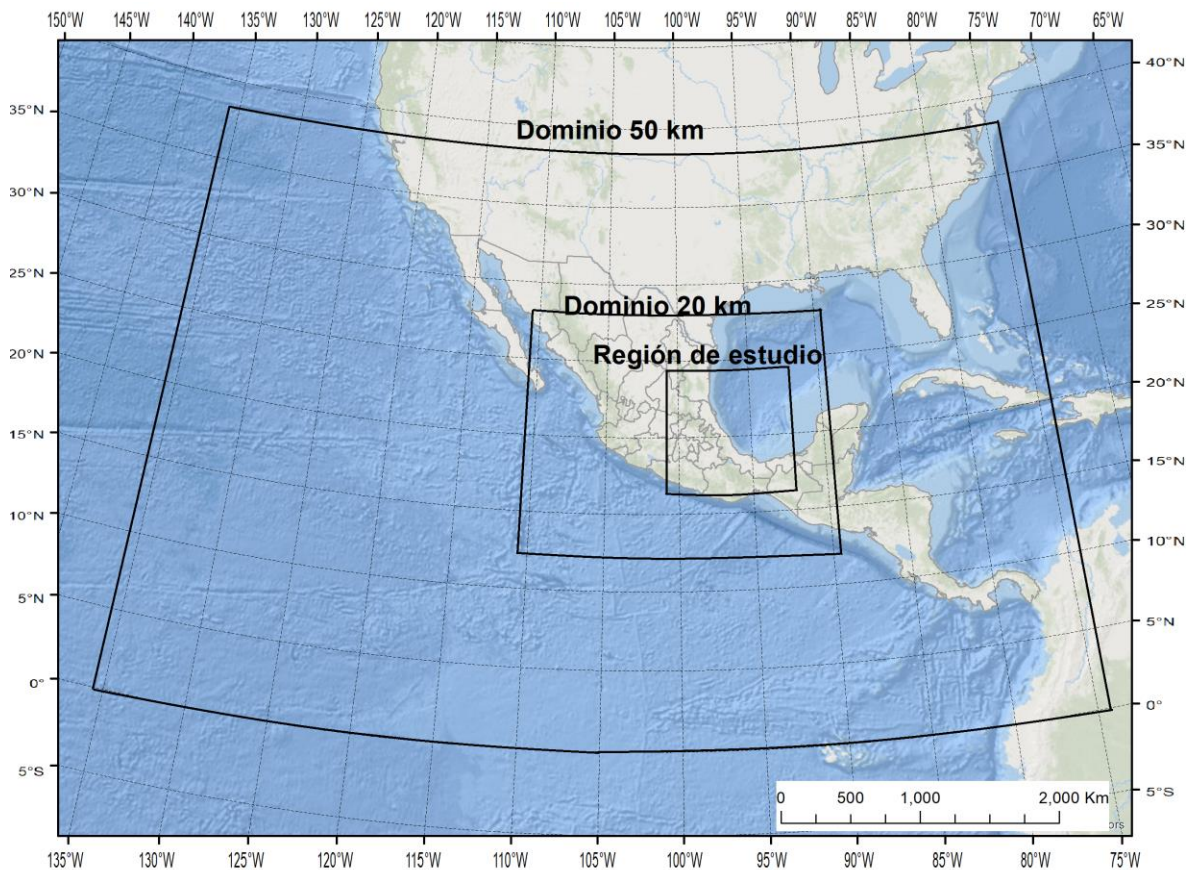 150°W 145°W 140°W 135°W 130°W 125°W 120°W 115°W 110°W 105°W 100°W 95°W 90°W 85°W 80°W 75°W 70°W 65°W
40°N
35°N
Dominio 50 km
35°N
30°N
30°N
25°N
Dominio 20 km
25°N
20°N
Región de estudio
20°N
15°N
15°N
10°N
10°N
5°N
5°N
0°
0°
5°S
5°S
0 500 1,000 2,000 Km
ors
135°W 130°W 125°W 120°W 115°W 110°W 105°W 100°W 95°W 90°W 85°W 80°W 75°W